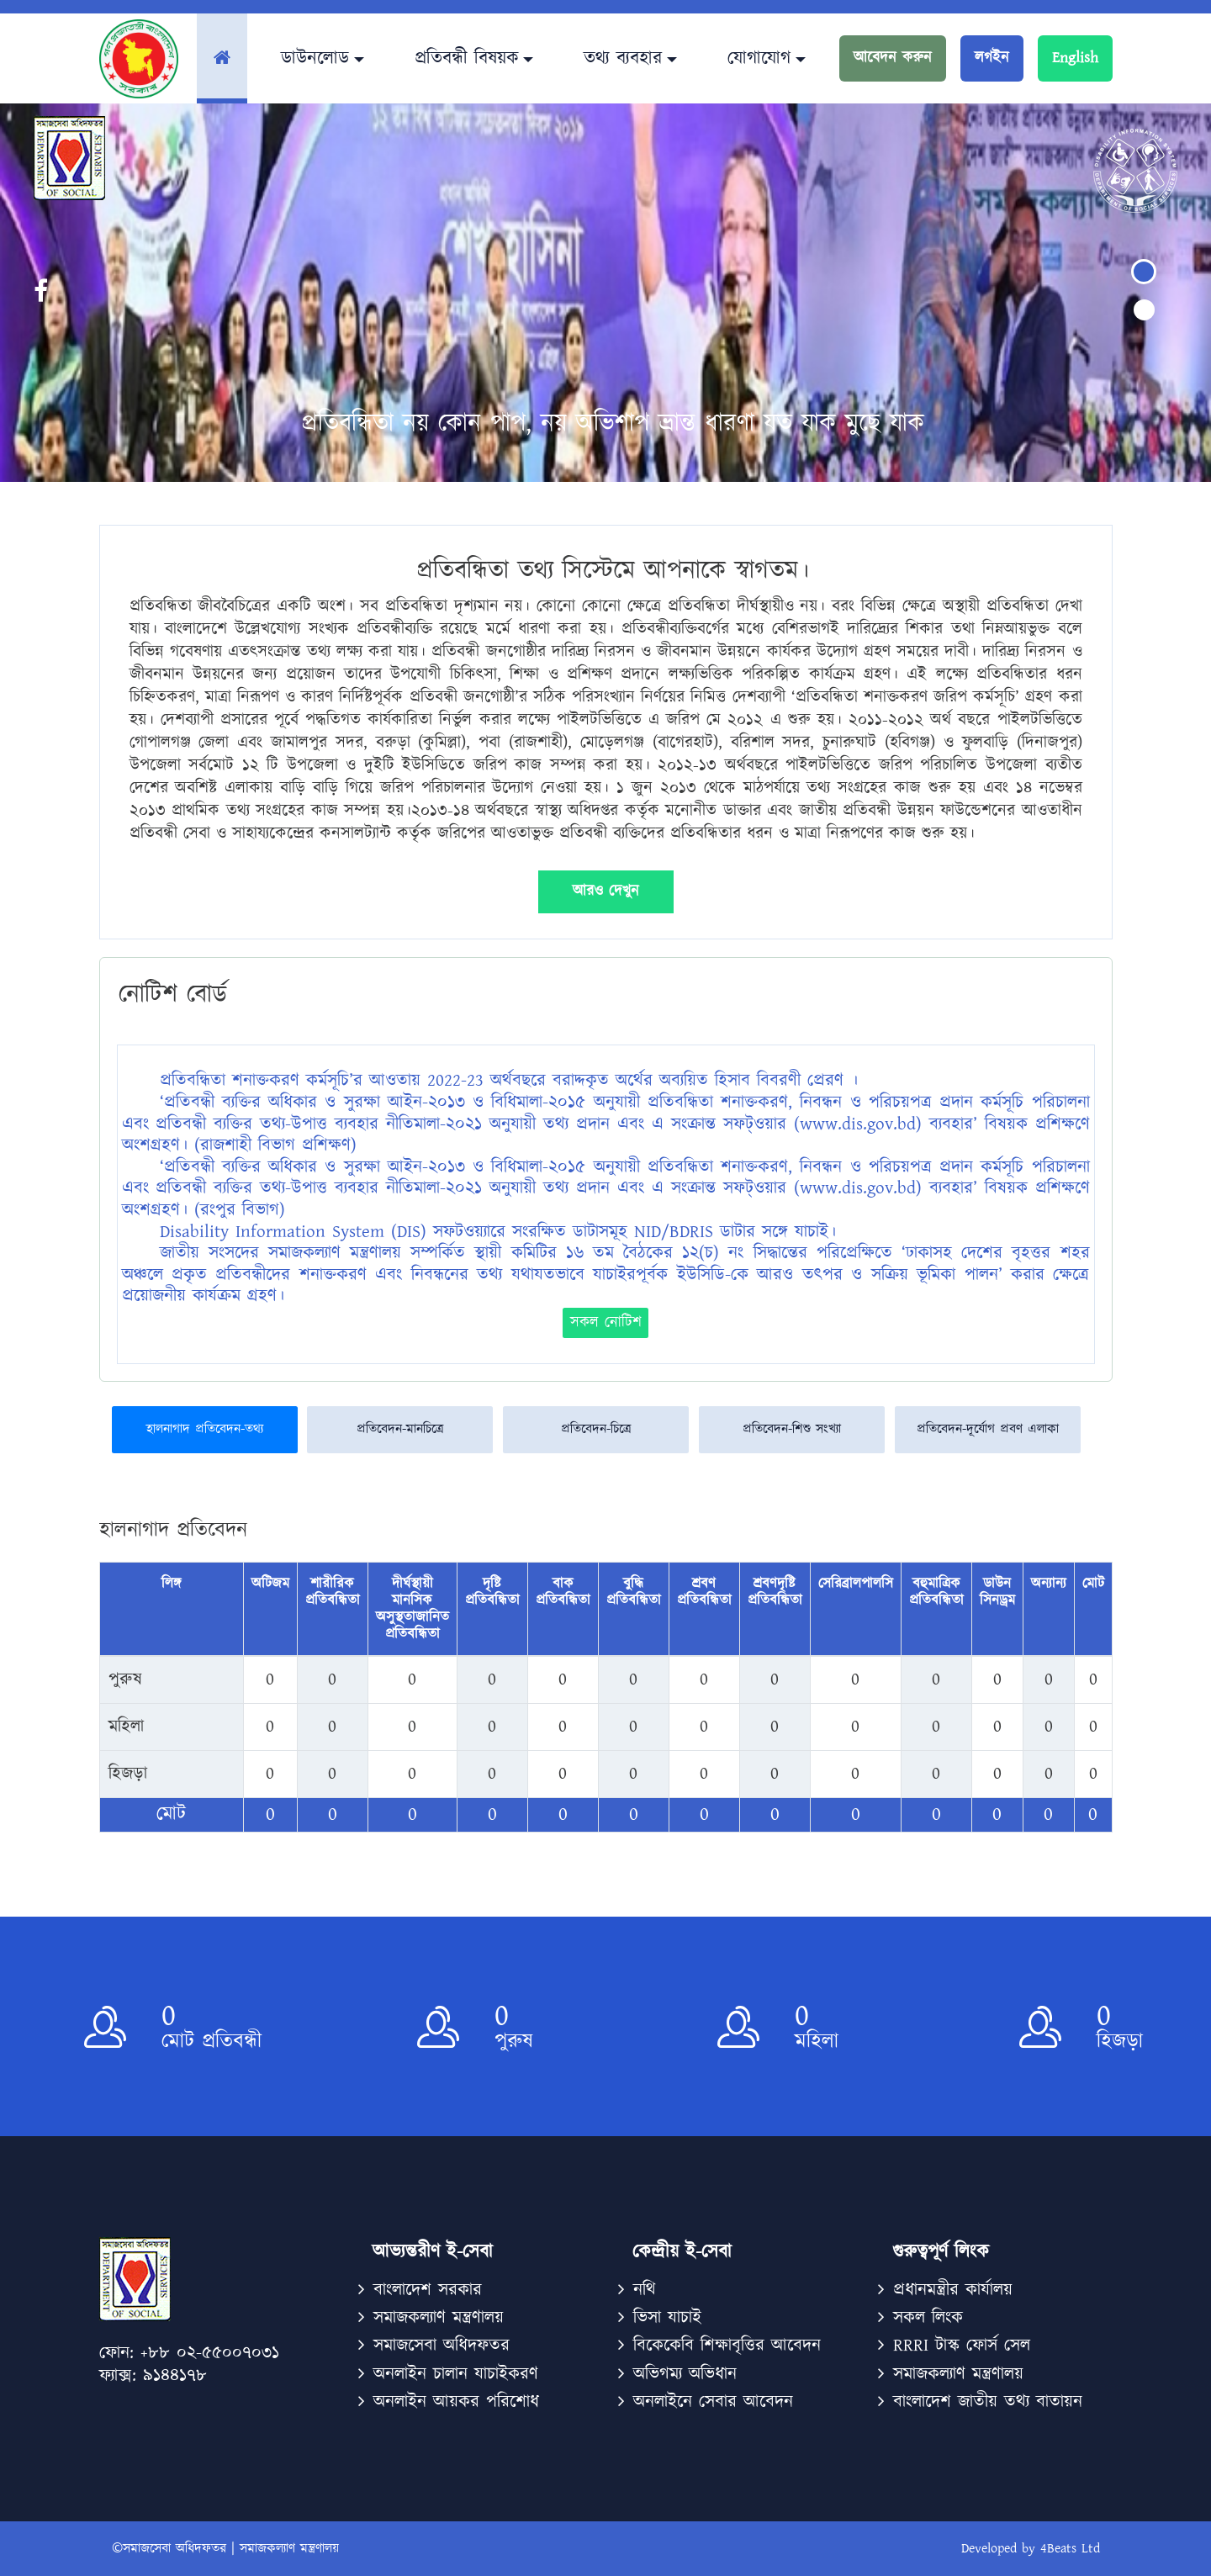 ডাউনলোড
প্রতিবন্ধী বিষয়ক
তথ্য ব্যবহার
যোগাযোগ
আবেদন করুন
লগইন
English
সমাজসেবা অধিদফতর
DEPARTMENT OF SOCIAL SERVICES
শেখ হাসিনা
DISABILITY INFORMATION SYSTEM
DEPARTMENT OF SOCIAL SERVICES
প্রতিবন্ধিতা নয় কোন পাপ, নয় অভিশাপ ভ্রান্ত ধারণা যত যাক মুছে যাক
প্রতিবন্ধিতা তথ্য সিস্টেমে আপনাকে স্বাগতম।
প্রতিবন্ধিতা জীববৈচিত্রের একটি অংশ। সব প্রতিবন্ধিতা দৃশ্যমান নয়। কোনো কোনো ক্ষেত্রে প্রতিবন্ধিতা দীর্ঘস্থায়ীও নয়। বরং বিভিন্ন ক্ষেত্রে অস্থায়ী প্রতিবন্ধিতা দেখা
যায়। বাংলাদেশে উল্লেখযোগ্য সংখ্যক প্রতিবন্ধীব্যক্তি রয়েছে মর্মে ধারণা করা হয়। প্রতিবন্ধীব্যক্তিবর্গের মধ্যে বেশিরভাগই দারিদ্র্যের শিকার তথা নিম্নআয়ভুক্ত বলে
বিভিন্ন গবেষণায় এতৎসংক্রান্ত তথ্য লক্ষ্য করা যায়। প্রতিবন্ধী জনগোষ্ঠীর দারিদ্র্য নিরসন ও জীবনমান উন্নয়নে কার্যকর উদ্যোগ গ্রহণ সময়ের দাবী। দারিদ্র্য নিরসন ও
জীবনমান উন্নয়নের জন্য প্রয়োজন তাদের উপযোগী চিকিৎসা, শিক্ষা ও প্রশিক্ষণ প্রদানে লক্ষ্যভিত্তিক পরিকল্পিত কার্যক্রম গ্রহণ। এই লক্ষ্যে প্রতিবন্ধিতার ধরন
চিহ্নিতকরণ, মাত্রা নিরূপণ ও কারণ নির্দিষ্টপূর্বক প্রতিবন্ধী জনগোষ্ঠী’র সঠিক পরিসংখ্যান নির্ণয়ের নিমিত্ত দেশব্যাপী ‘প্রতিবন্ধিতা শনাক্তকরণ জরিপ কর্মসূচি’ গ্রহণ করা
হয়। দেশব্যাপী প্রসারের পূর্বে পদ্ধতিগত কার্যকারিতা নির্ভুল করার লক্ষ্যে পাইলটভিত্তিতে এ জরিপ মে ২০১২ এ শুরু হয়। ২০১১-২০১২ অর্থ বছরে পাইলটভিত্তিতে
গোপালগঞ্জ জেলা এবং জামালপুর সদর, বরুড়া (কুমিল্লা), পবা (রাজশাহী), মোড়েলগঞ্জ (বাগেরহাট), বরিশাল সদর, চুনারুঘাট (হবিগঞ্জ) ও ফুলবাড়ি (দিনাজপুর)
উপজেলা সর্বমোট ১২ টি উপজেলা ও দুইটি ইউসিডিতে জরিপ কাজ সম্পন্ন করা হয়। ২০১২-১৩ অর্থবছরে পাইলটভিত্তিতে জরিপ পরিচালিত উপজেলা ব্যতীত
দেশের অবশিষ্ট এলাকায় বাড়ি বাড়ি গিয়ে জরিপ পরিচালনার উদ্যোগ নেওয়া হয়। ১ জুন ২০১৩ থেকে মাঠপর্যায়ে তথ্য সংগ্রহের কাজ শুরু হয় এবং ১৪ নভেম্বর
২০১৩ প্রাথমিক তথ্য সংগ্রহের কাজ সম্পন্ন হয়।২০১৩-১৪ অর্থবছরে স্বাস্থ্য অধিদপ্তর কর্তৃক মনোনীত ডাক্তার এবং জাতীয় প্রতিবন্ধী উন্নয়ন ফাউন্ডেশনের আওতাধীন
প্রতিবন্ধী সেবা ও সাহায্যকেন্দ্রের কনসালট্যান্ট কর্তৃক জরিপের আওতাভুক্ত প্রতিবন্ধী ব্যক্তিদের প্রতিবন্ধিতার ধরন ও মাত্রা নিরূপণের কাজ শুরু হয়।
আরও দেখুন
নোটিশ বোর্ড
প্রতিবন্ধিতা শনাক্তকরণ কর্মসূচি’র আওতায় 2022-23 অর্থবছরে বরাদ্দকৃত অর্থের অব্যয়িত হিসাব বিবরণী প্রেরণ ।
‘প্রতিবন্ধী ব্যক্তির অধিকার ও সুরক্ষা আইন-২০১৩ ও বিধিমালা-২০১৫ অনুযায়ী প্রতিবন্ধিতা শনাক্তকরণ, নিবন্ধন ও পরিচয়পত্র প্রদান কর্মসূচি পরিচালনা
এবং প্রতিবন্ধী ব্যক্তির তথ্য-উপাত্ত ব্যবহার নীতিমালা-২০২১ অনুযায়ী তথ্য প্রদান এবং এ সংক্রান্ত সফট্ওয়ার (www.dis.gov.bd) ব্যবহার’ বিষয়ক প্রশিক্ষণে
অংশগ্রহণ। (রাজশাহী বিভাগ প্রশিক্ষণ)
‘প্রতিবন্ধী ব্যক্তির অধিকার ও সুরক্ষা আইন-২০১৩ ও বিধিমালা-২০১৫ অনুযায়ী প্রতিবন্ধিতা শনাক্তকরণ, নিবন্ধন ও পরিচয়পত্র প্রদান কর্মসূচি পরিচালনা
এবং প্রতিবন্ধী ব্যক্তির তথ্য-উপাত্ত ব্যবহার নীতিমালা-২০২১ অনুযায়ী তথ্য প্রদান এবং এ সংক্রান্ত সফট্ওয়ার (www.dis.gov.bd) ব্যবহার’ বিষয়ক প্রশিক্ষণে
অংশগ্রহণ। (রংপুর বিভাগ)
Disability Information System (DIS) সফটওয়্যারে সংরক্ষিত ডাটাসমূহ NID/BDRIS ডাটার সঙ্গে যাচাই।
জাতীয় সংসদের সমাজকল্যাণ মন্ত্রণালয় সম্পর্কিত স্থায়ী কমিটির ১৬ তম বৈঠকের ১২(চ) নং সিদ্ধান্তের পরিপ্রেক্ষিতে ‘ঢাকাসহ দেশের বৃহত্তর শহর
অঞ্চলে প্রকৃত প্রতিবন্ধীদের শনাক্তকরণ এবং নিবন্ধনের তথ্য যথাযতভাবে যাচাইরপূর্বক ইউসিডি-কে আরও তৎপর ও সক্রিয় ভূমিকা পালন’ করার ক্ষেত্রে
প্রয়োজনীয় কার্যক্রম গ্রহণ।
সকল নোটিশ
হালনাগাদ প্রতিবেদন-তথ্য
প্রতিবেদন-মানচিত্রে
প্রতিবেদন-চিত্রে
প্রতিবেদন-শিশু সংখ্যা
প্রতিবেদন-দূর্যোগ প্রবণ এলাকা
হালনাগাদ প্রতিবেদন
লিঙ্গ অটিজম শারীরিক প্রতিবন্ধিতা দীর্ঘস্থায়ী মানসিক অসুস্থতাজানিত প্রতিবন্ধিতা দৃষ্টি প্রতিবন্ধিতা বাক প্রতিবন্ধিতা বুদ্ধি প্রতিবন্ধিতা শ্রবণ প্রতিবন্ধিতা শ্রবণদৃষ্টি প্রতিবন্ধিতা সেরিব্রালপালসি বহুমাত্রিক প্রতিবন্ধিতা ডাউন সিনড্রম অন্যান্য মোট
পুরুষ 0 0 0 0 0 0 0 0 0 0 0 0 0
মহিলা 0 0 0 0 0 0 0 0 0 0 0 0 0
হিজড়া 0 0 0 0 0 0 0 0 0 0 0 0 0
মোট 0 0 0 0 0 0 0 0 0 0 0 0 0
0
মোট প্রতিবন্ধী
0
পুরুষ
0
মহিলা
0
হিজড়া
সমাজসেবা অধিদফতর
DEPARTMENT OF SOCIAL SERVICES
ফোন: +৮৮ ০২-৫৫০০৭০৩১
ফ্যাক্স: ৯১৪৪১৭৮
আভ্যন্তরীণ ই-সেবা
বাংলাদেশ সরকার
সমাজকল্যাণ মন্ত্রণালয়
সমাজসেবা অধিদফতর
অনলাইন চালান যাচাইকরণ
অনলাইন আয়কর পরিশোধ
কেন্দ্রীয় ই-সেবা
নথি
ভিসা যাচাই
বিকেকেবি শিক্ষাবৃত্তির আবেদন
অভিগম্য অভিধান
অনলাইনে সেবার আবেদন
গুরুত্বপূর্ণ লিংক
প্রধানমন্ত্রীর কার্যালয়
সকল লিংক
RRRI টাস্ক ফোর্স সেল
সমাজকল্যাণ মন্ত্রণালয়
বাংলাদেশ জাতীয় তথ্য বাতায়ন
©সমাজসেবা অধিদফতর | সমাজকল্যাণ মন্ত্রণালয়
Developed by 4Beats Ltd